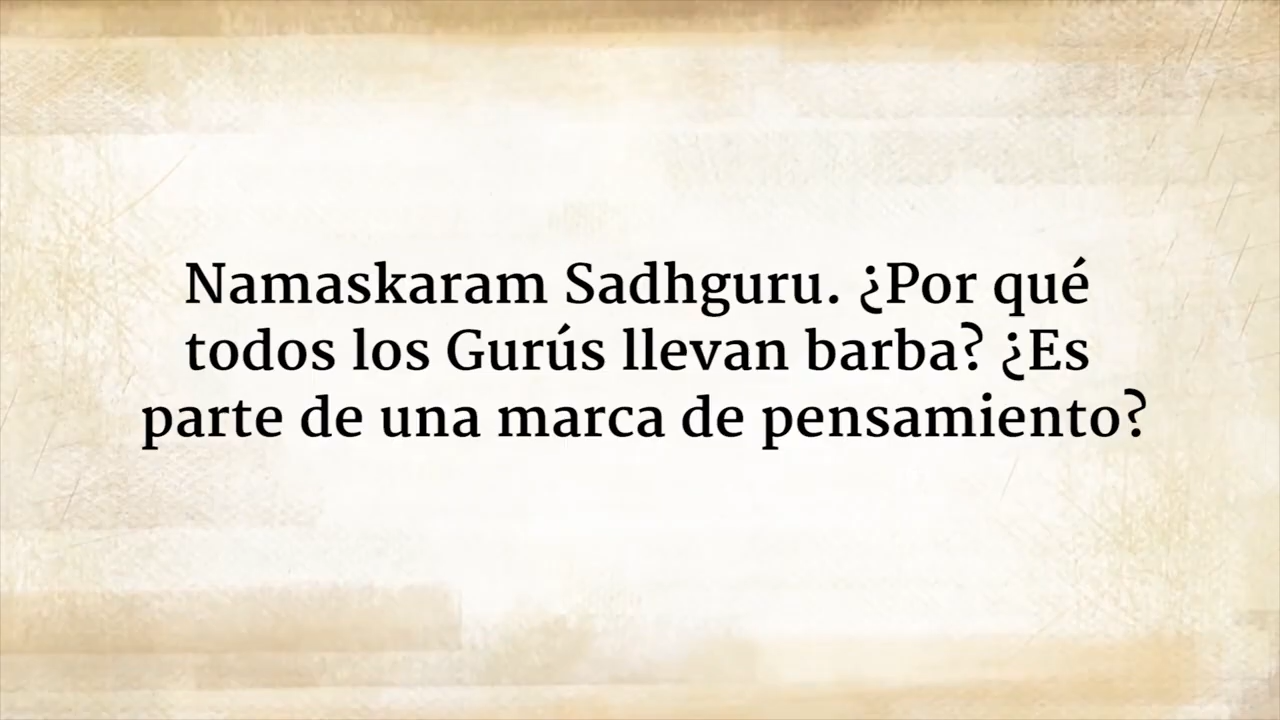 Namaskaram Sadhguru. ¿Por qué
todos los Gurús llevan barba? ¿Es
parte de una marca de pensamiento?